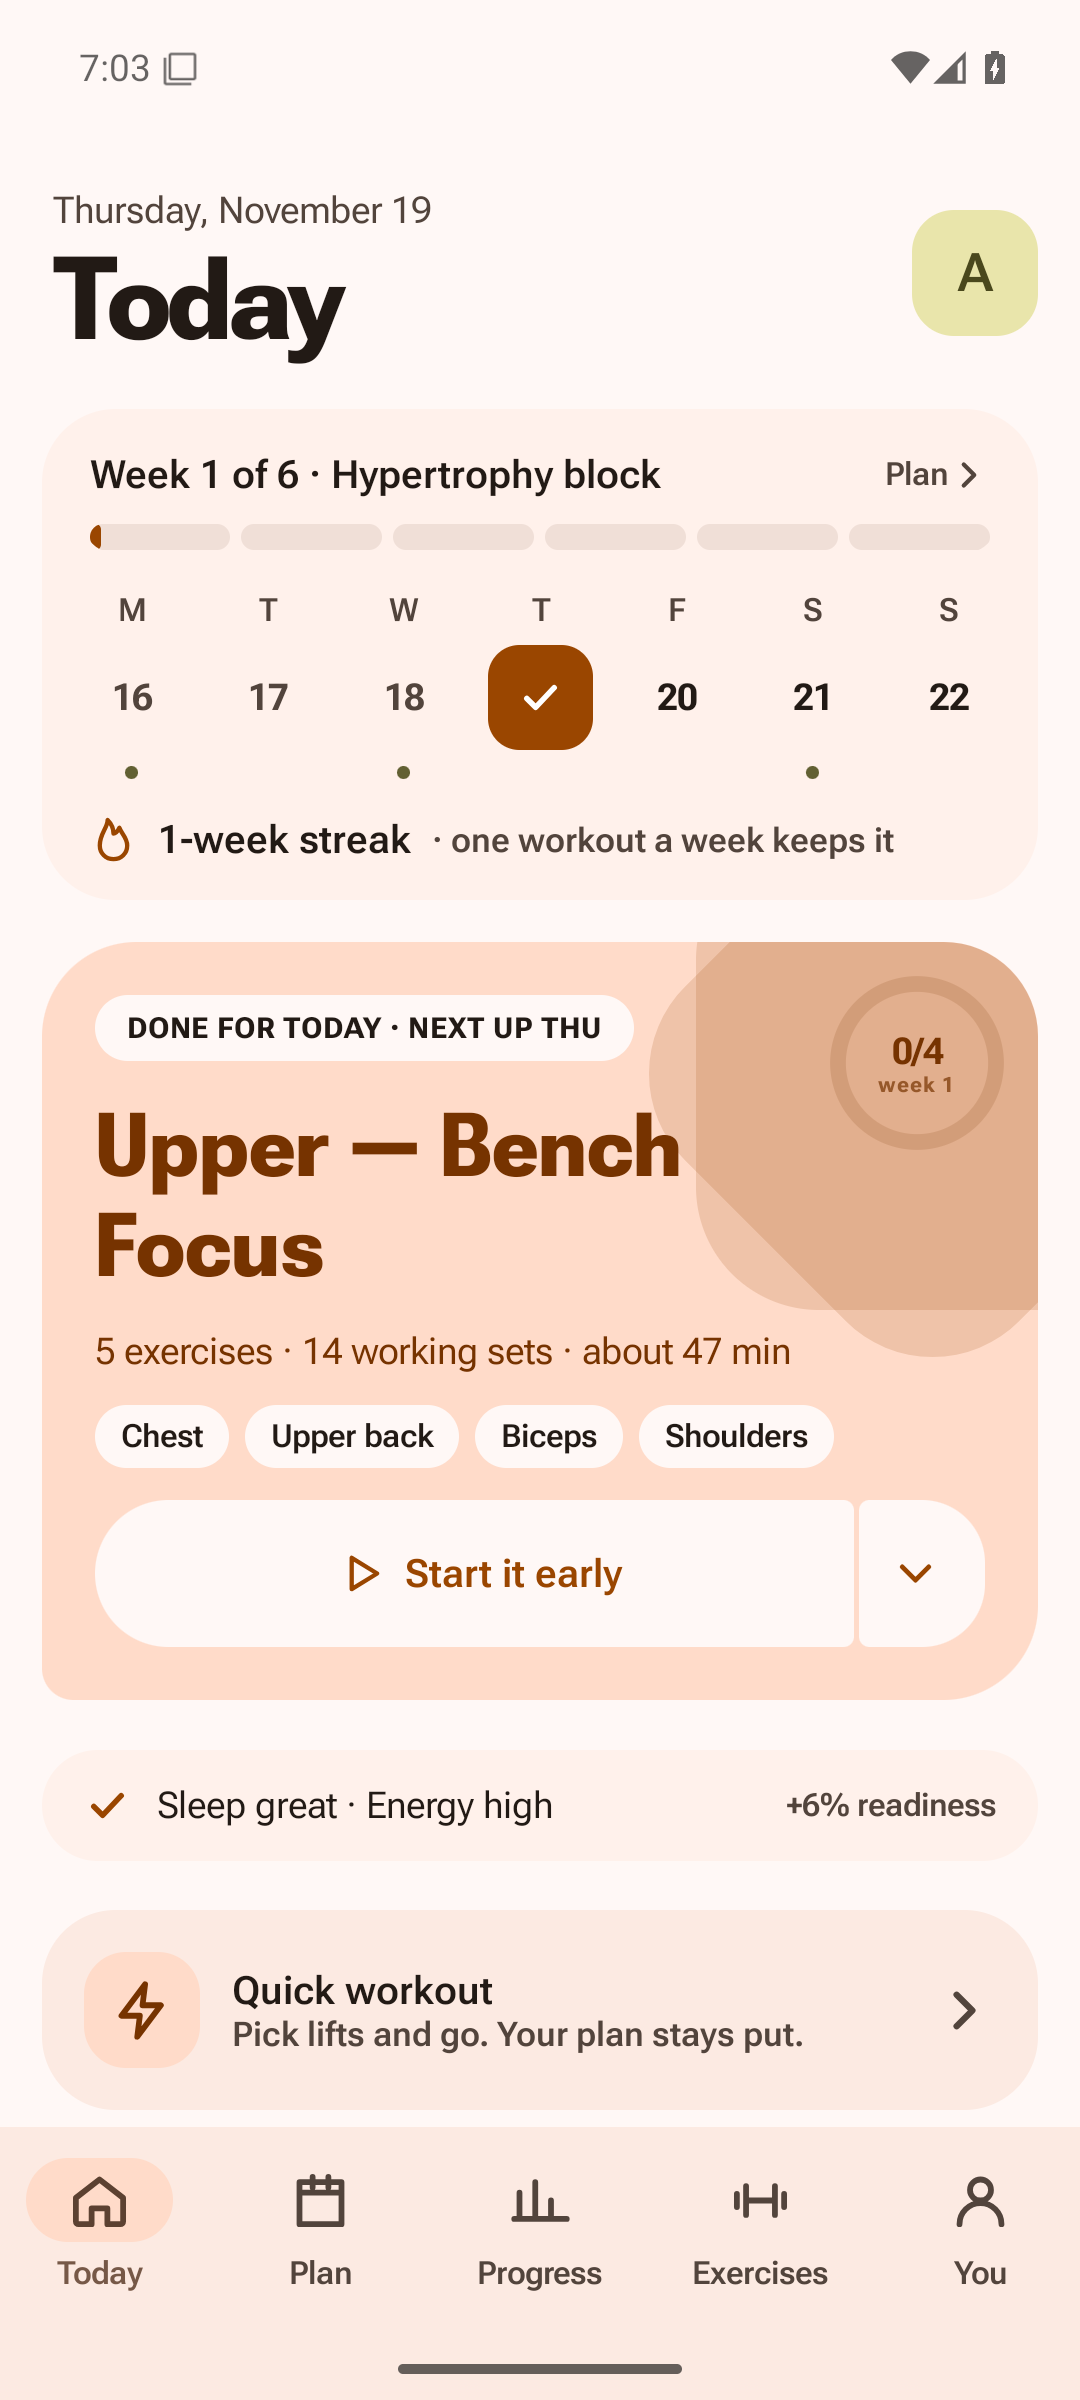 7:03
Thursday, November 19
Today
A
Week 1 of 6 · Hypertrophy block
Plan
M T W T F S S
16 17 18 20 21 22
1-week streak · one workout a week keeps it
DONE FOR TODAY · NEXT UP THU
0/4
week 1
Upper — Bench
Focus
5 exercises · 14 working sets · about 47 min
Chest Upper back Biceps Shoulders
Start it early
Sleep great · Energy high
+6% readiness
Quick workout
Pick lifts and go. Your plan stays put.
Today Plan Progress Exercises You